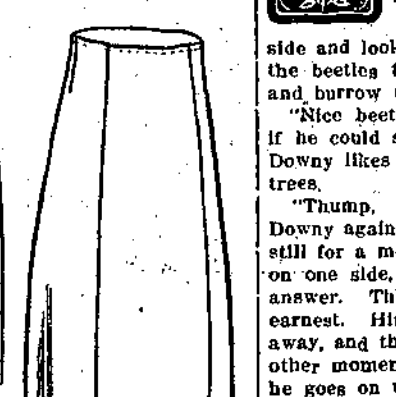 side and look
the beetles
and burrow
"Nice beet
if he could s
Downy likes
trees.
"Thump,
Downy again
still for a m
on one side,
answer. Th
earnest. Hi
away, and th
other momen
he goes on